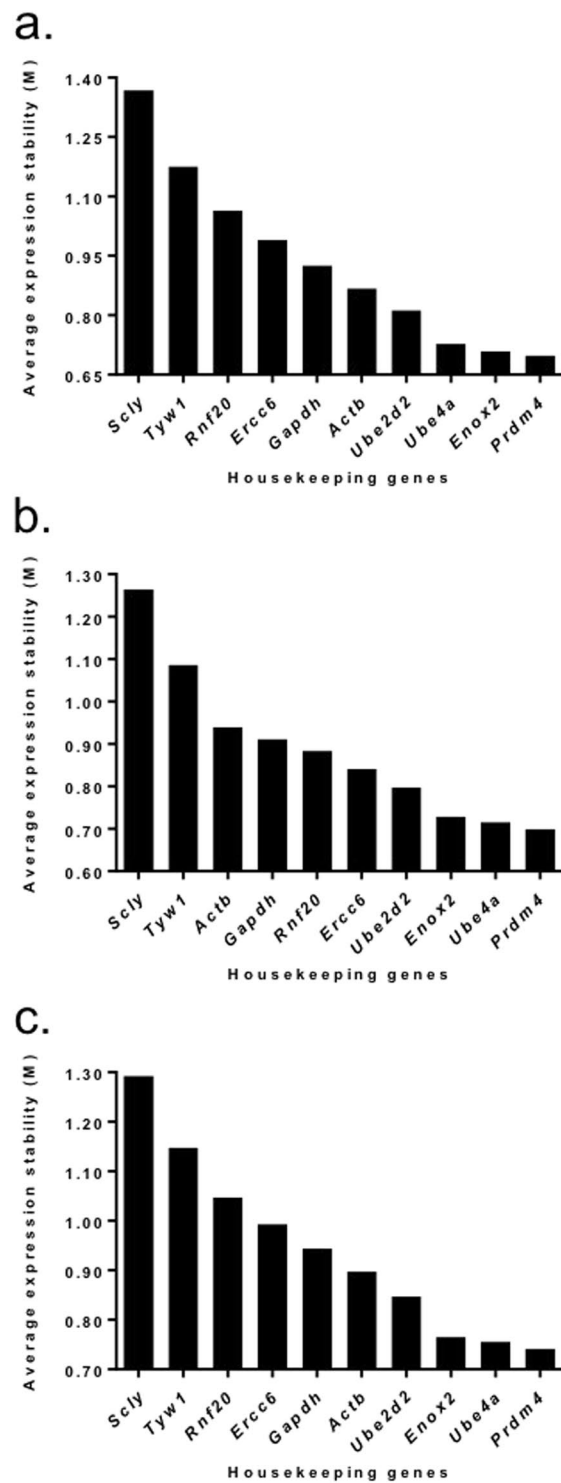 a.
Average expression stability (M)
1.40
1.25
1.10
0.95
0.80
0.65
Scly Tyw1 Rnf20 Ercc6 Gapdh Actb Ube2d2 Ube4a Enox2 Prdm4
Housekeeping genes
b.
Average expression stability (M)
1.30
1.20
1.10
1.00
0.90
0.80
0.70
0.60
Scly Tyw1 Actb Gapdh Rnf20 Ercc6 Ube2d2 Enox2 Ube4a Prdm4
Housekeeping genes
c.
Average expression stability (M)
1.30
1.20
1.10
1.00
0.90
0.80
0.70
Scly Tyw1 Rnf20 Ercc6 Gapdh Actb Ube2d2 Enox2 Ube4a Prdm4
Housekeeping genes